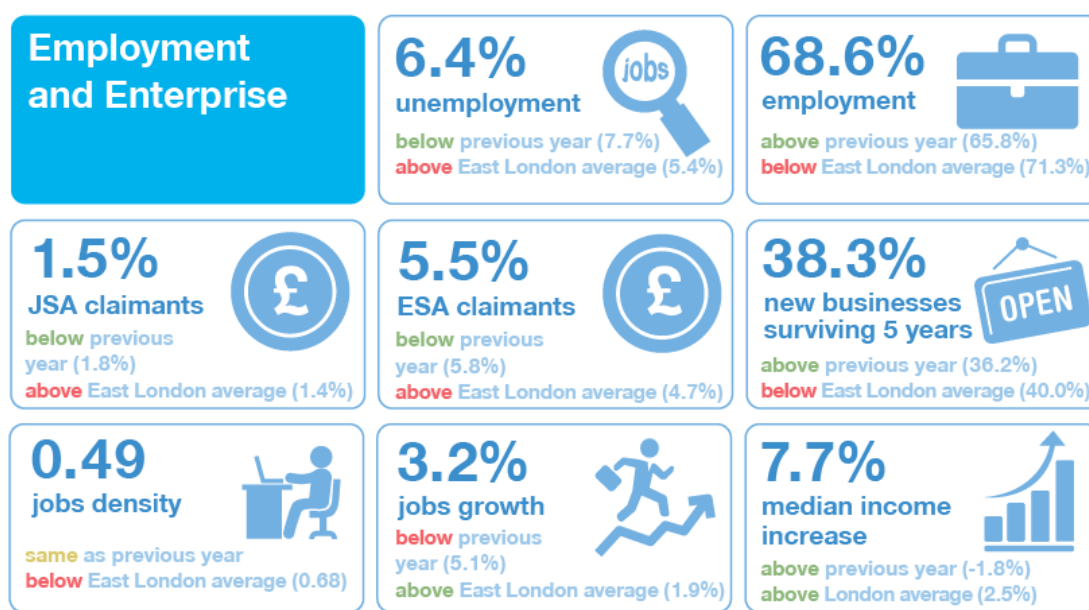 Employment
and Enterprise
6.4%
unemployment
jobs
below previous year (7.7%)
above East London average (5.4%)
68.6%
employment
above previous year (65.8%)
below East London average (71.3%)
1.5%
JSA claimants
£
below previous
year (1.8%)
above East London average (1.4%)
5.5%
ESA claimants
£
below previous
year (5.8%)
above East London average (4.7%)
38.3%
new businesses
surviving 5 years
OPEN
above previous year (36.2%)
below East London average (40.0%)
0.49
jobs density
same as previous year
below East London average (0.68)
3.2%
jobs growth
below previous
year (5.1%)
above East London average (1.9%)
7.7%
median income
increase
above previous year (-1.8%)
above London average (2.5%)